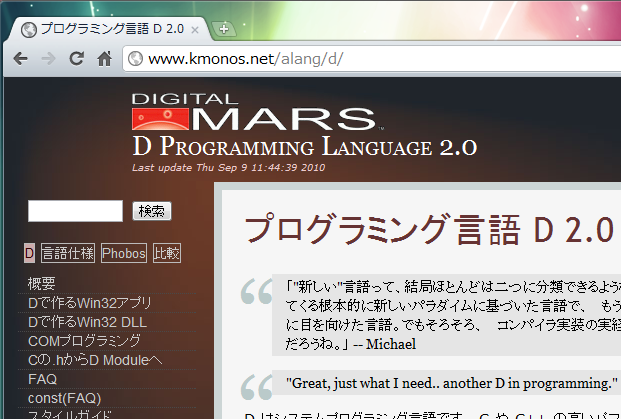 プログラミング言語 D 2.0
www.kmonos.net/alang/d/
DIGITAL
MARS
D Programming Language 2.0
Last update Thu Sep 9 11:44:39 2010
検索
D 言語仕様 Phobos 比較
概要
Dで作るWin32アプリ
Dで作るWin32 DLL
COMプログラミング
Cの.hからD Moduleへ
FAQ
const(FAQ)
スタイルガイド
プログラミング言語 D 2.0
「"新しい"言語って、結局ほとんどは二つに分類できるような
てくる根本的に新しいパラダイムに基づいた言語で、 もう
に目を向けた言語。でもそろそろ、 コンパイラ実装の実経
だろうね。」 -- Michael
"Great, just what I need.. another D in programming."
D はシステムプログラミング言語です。 C や C++ の高いパフ